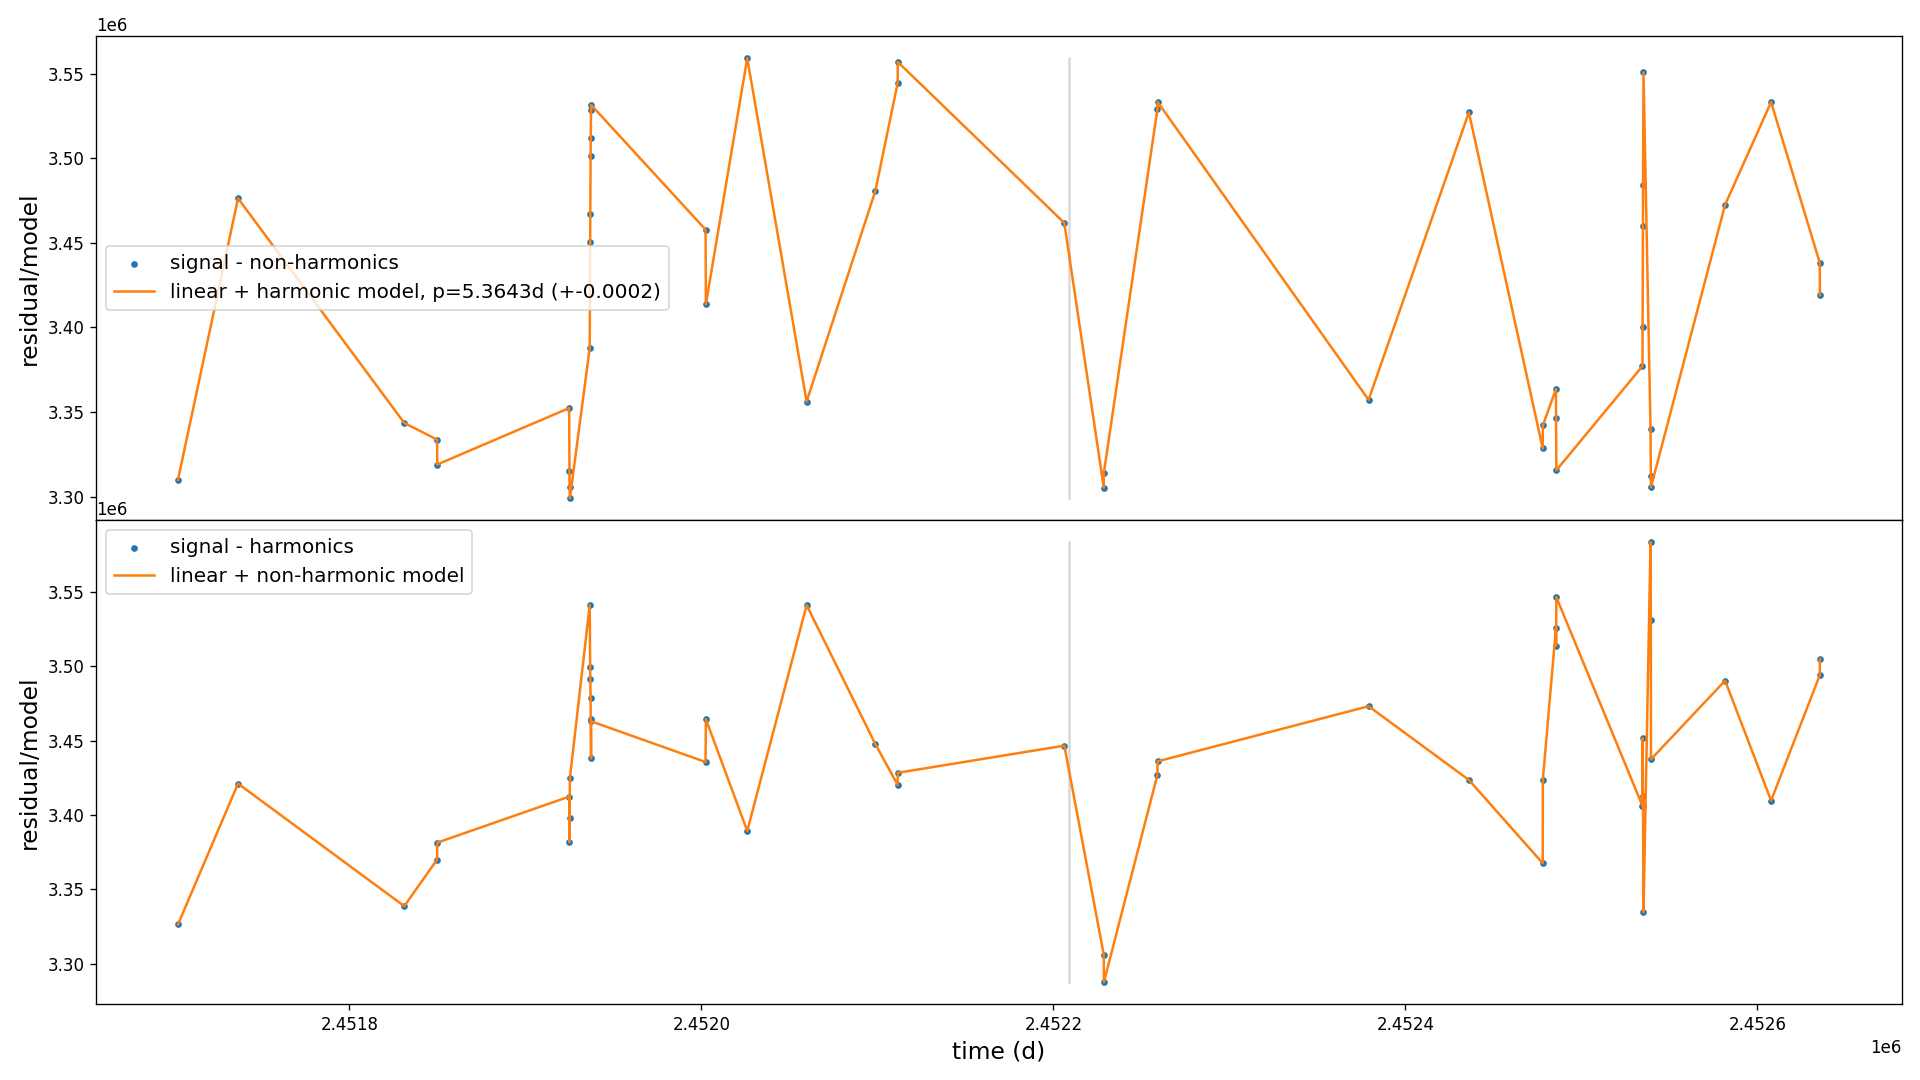 1e6
3.55
3.50
3.45
3.40
3.35
3.30
residual/model
signal - non-harmonics
linear + harmonic model, p=5.3643d (+-0.0002)
1e6
3.55
3.50
3.45
3.40
3.35
3.30
residual/model
signal - harmonics
linear + non-harmonic model
2.4518
2.4520
2.4522
2.4524
2.4526
time (d)
1e6